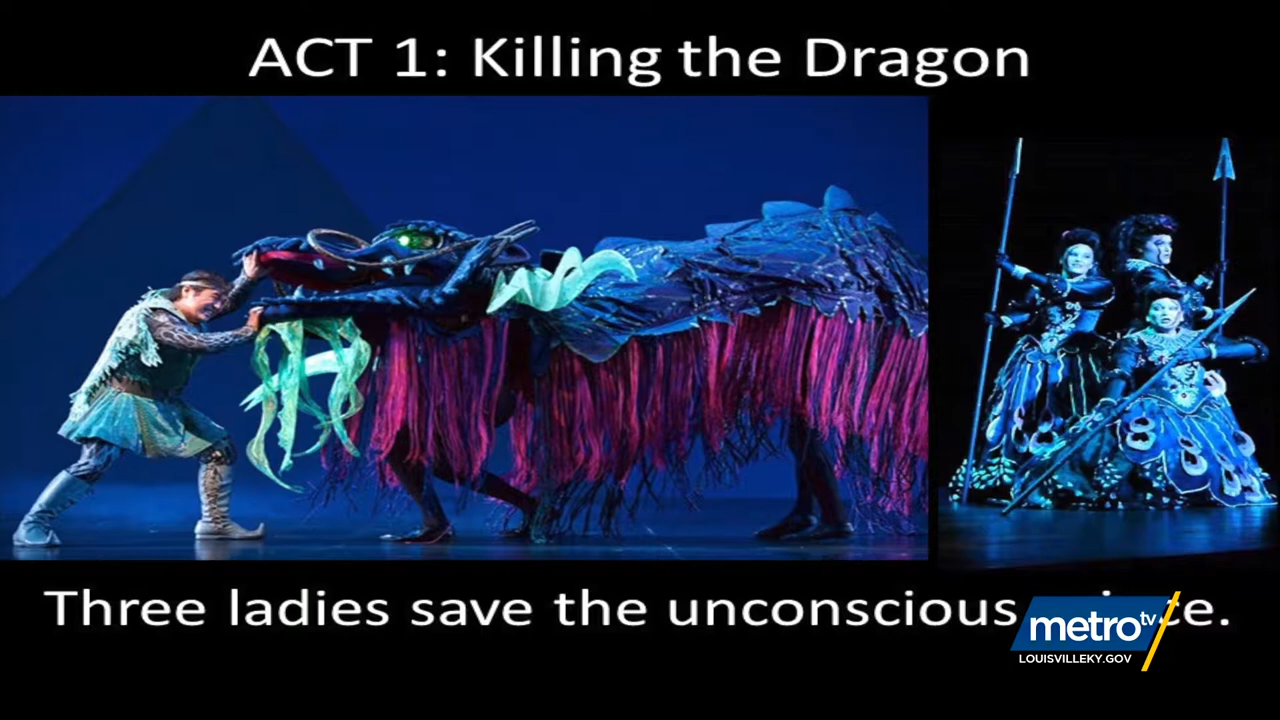 ACT 1: Killing the Dragon
Three ladies save the unconscious
metro tv
LOUISVILLEKY.GOV